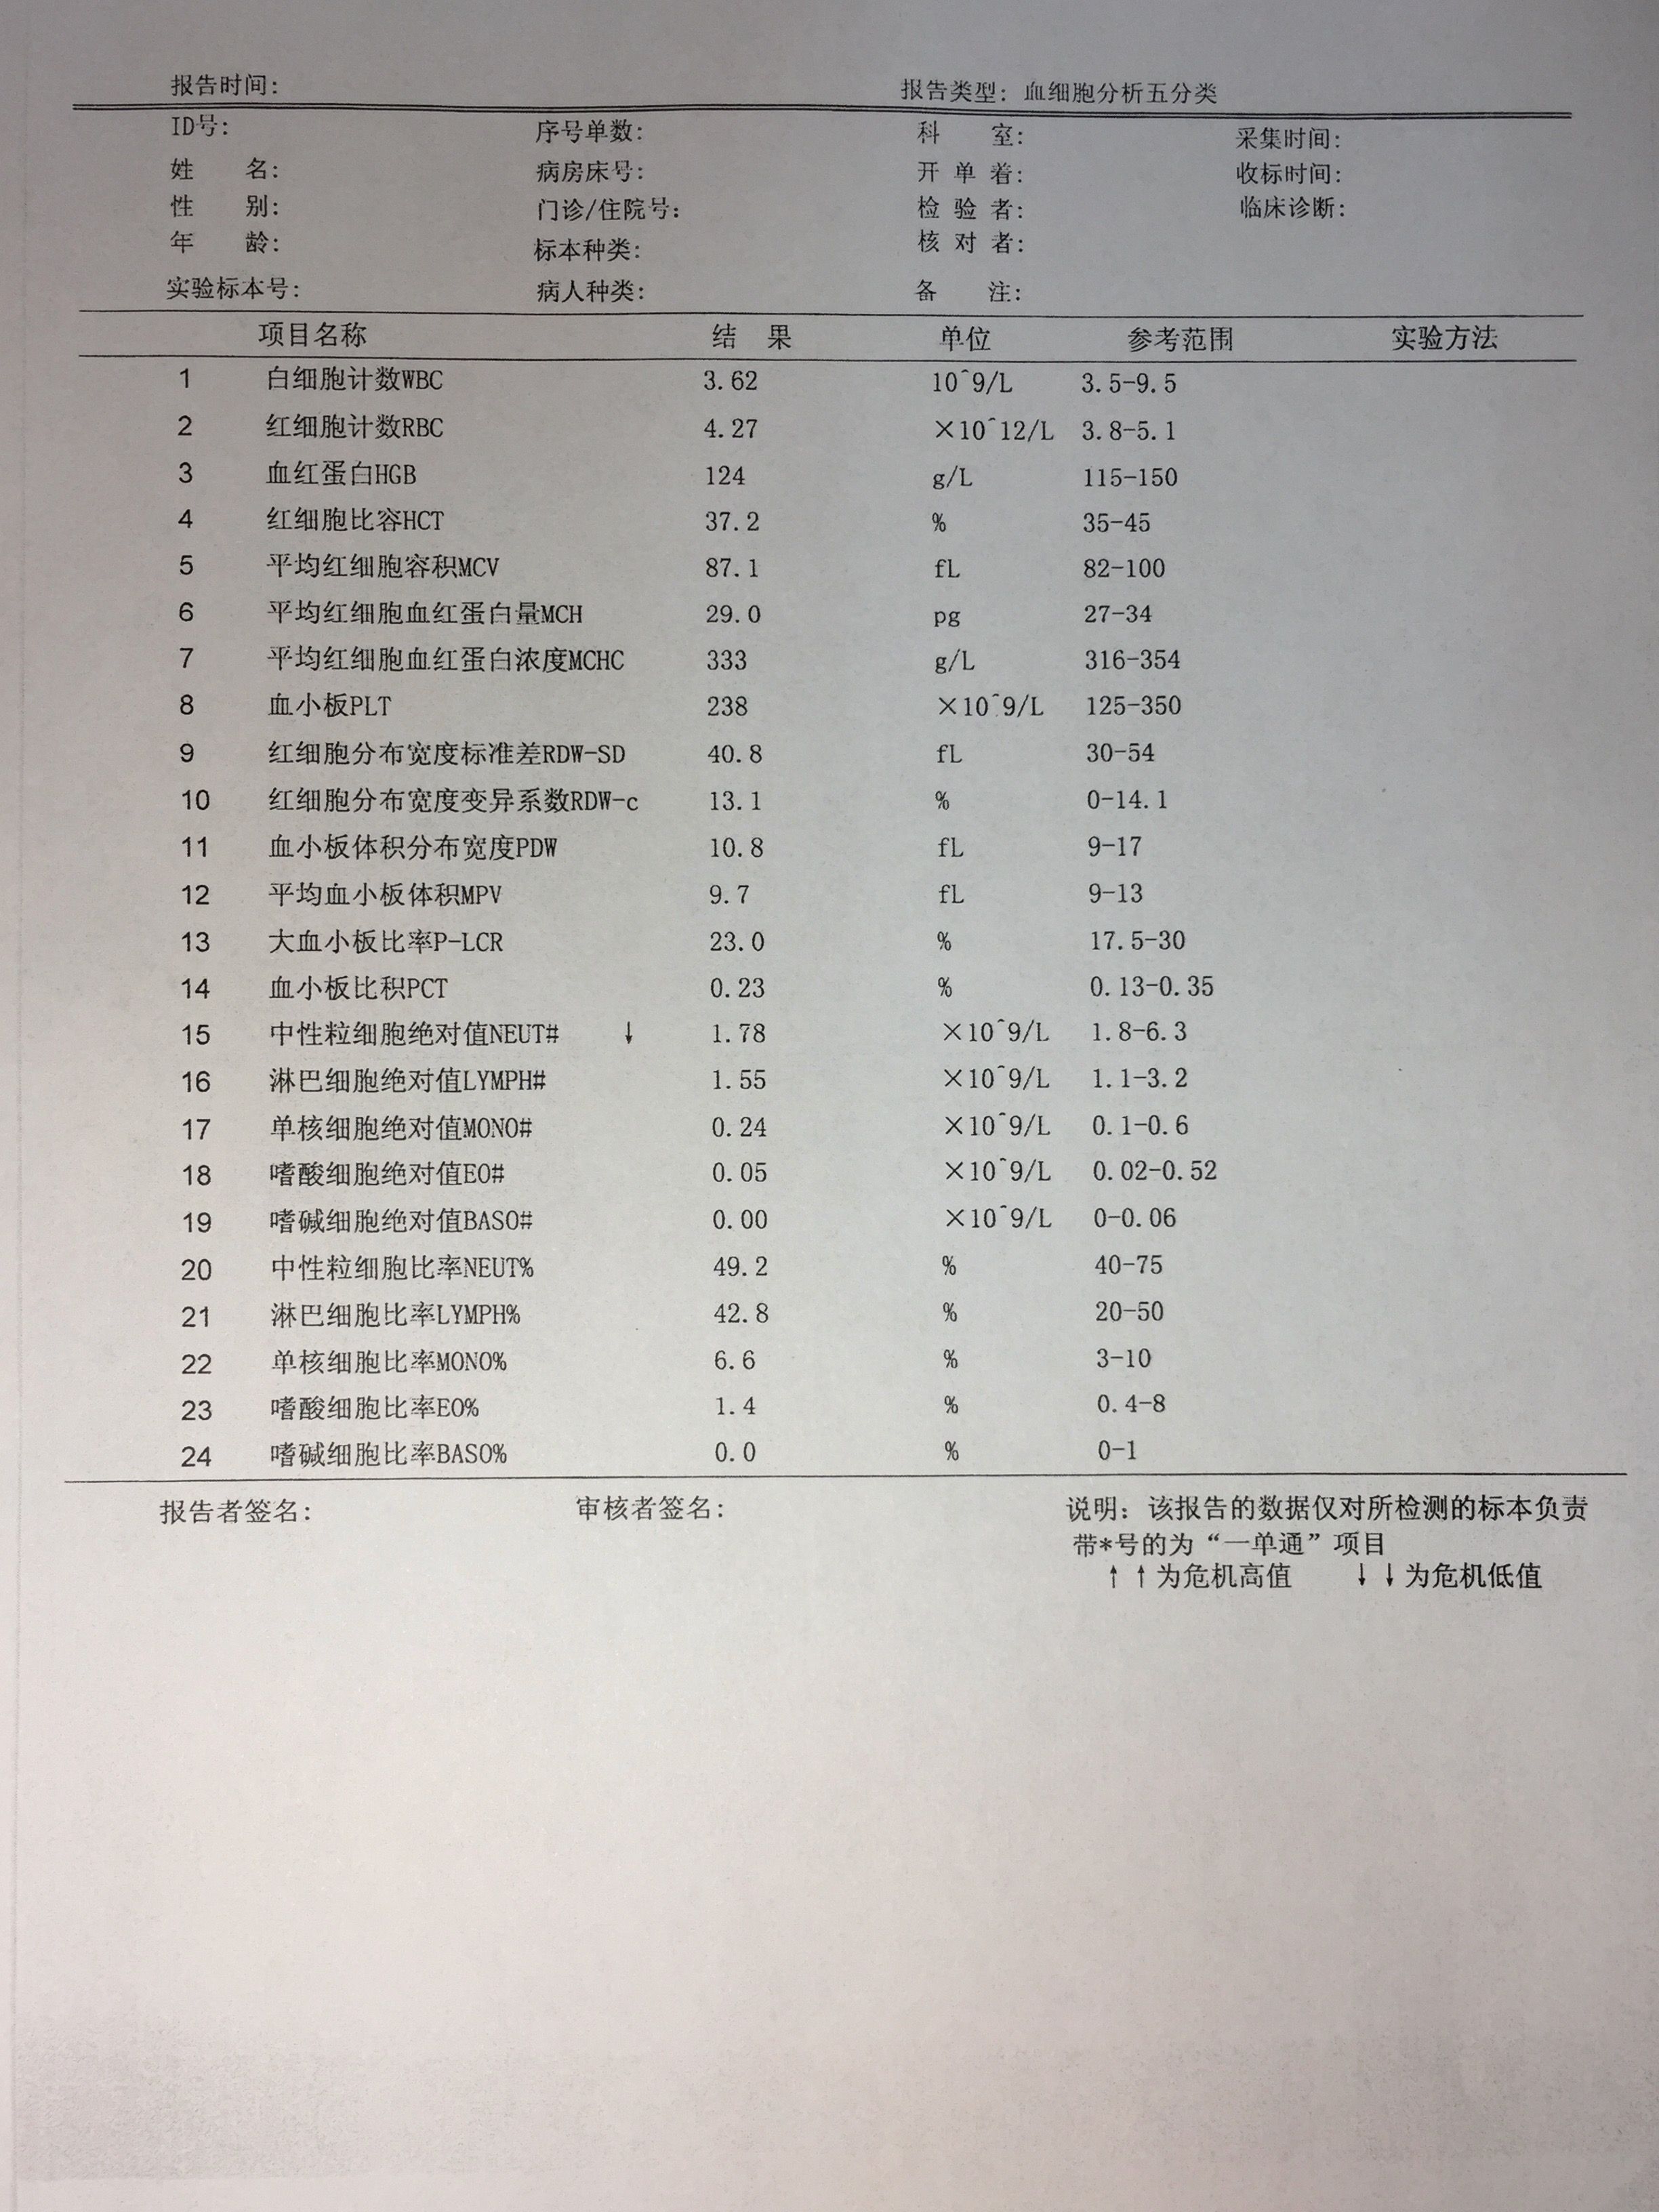 报告时间: 报告类型: 血细胞分析五分类
ID号: 序号单数: 科 室: 采集时间:
姓 名: 病房床号: 开 单 着: 收标时间:
性 别: 门诊/住院号: 检 验 者: 临床诊断:
年 龄: 标本种类: 核 对 者:
实验标本号: 病人种类: 备 注:
项目名称 结 果 单位 参考范围 实验方法
1 白细胞计数WBC 3.62 10^9/L 3.5-9.5
2 红细胞计数RBC 4.27 ×10^12/L 3.8-5.1
3 血红蛋白HGB 124 g/L 115-150
4 红细胞比容HCT 37.2 % 35-45
5 平均红细胞容积MCV 87.1 fL 82-100
6 平均红细胞血红蛋白量MCH 29.0 pg 27-34
7 平均红细胞血红蛋白浓度MCHC 333 g/L 316-354
8 血小板PLT 238 ×10^9/L 125-350
9 红细胞分布宽度标准差RDW-SD 40.8 fL 30-54
10 红细胞分布宽度变异系数RDW-c 13.1 % 0-14.1
11 血小板体积分布宽度PDW 10.8 fL 9-17
12 平均血小板体积MPV 9.7 fL 9-13
13 大血小板比率P-LCR 23.0 % 17.5-30
14 血小板比积PCT 0.23 % 0.13-0.35
15 中性粒细胞绝对值NEUT# ↓ 1.78 ×10^9/L 1.8-6.3
16 淋巴细胞绝对值LYMPH# 1.55 ×10^9/L 1.1-3.2
17 单核细胞绝对值MONO# 0.24 ×10^9/L 0.1-0.6
18 嗜酸细胞绝对值EO# 0.05 ×10^9/L 0.02-0.52
19 嗜碱细胞绝对值BASO# 0.00 ×10^9/L 0-0.06
20 中性粒细胞比率NEUT% 49.2 % 40-75
21 淋巴细胞比率LYMPH% 42.8 % 20-50
22 单核细胞比率MONO% 6.6 % 3-10
23 嗜酸细胞比率EO% 1.4 % 0.4-8
24 嗜碱细胞比率BASO% 0.0 % 0-1
报告者签名: 审核者签名: 说明: 该报告的数据仅对所检测的标本负责
带*号的为“一单通”项目
↑↑为危机高值 ↓↓为危机低值